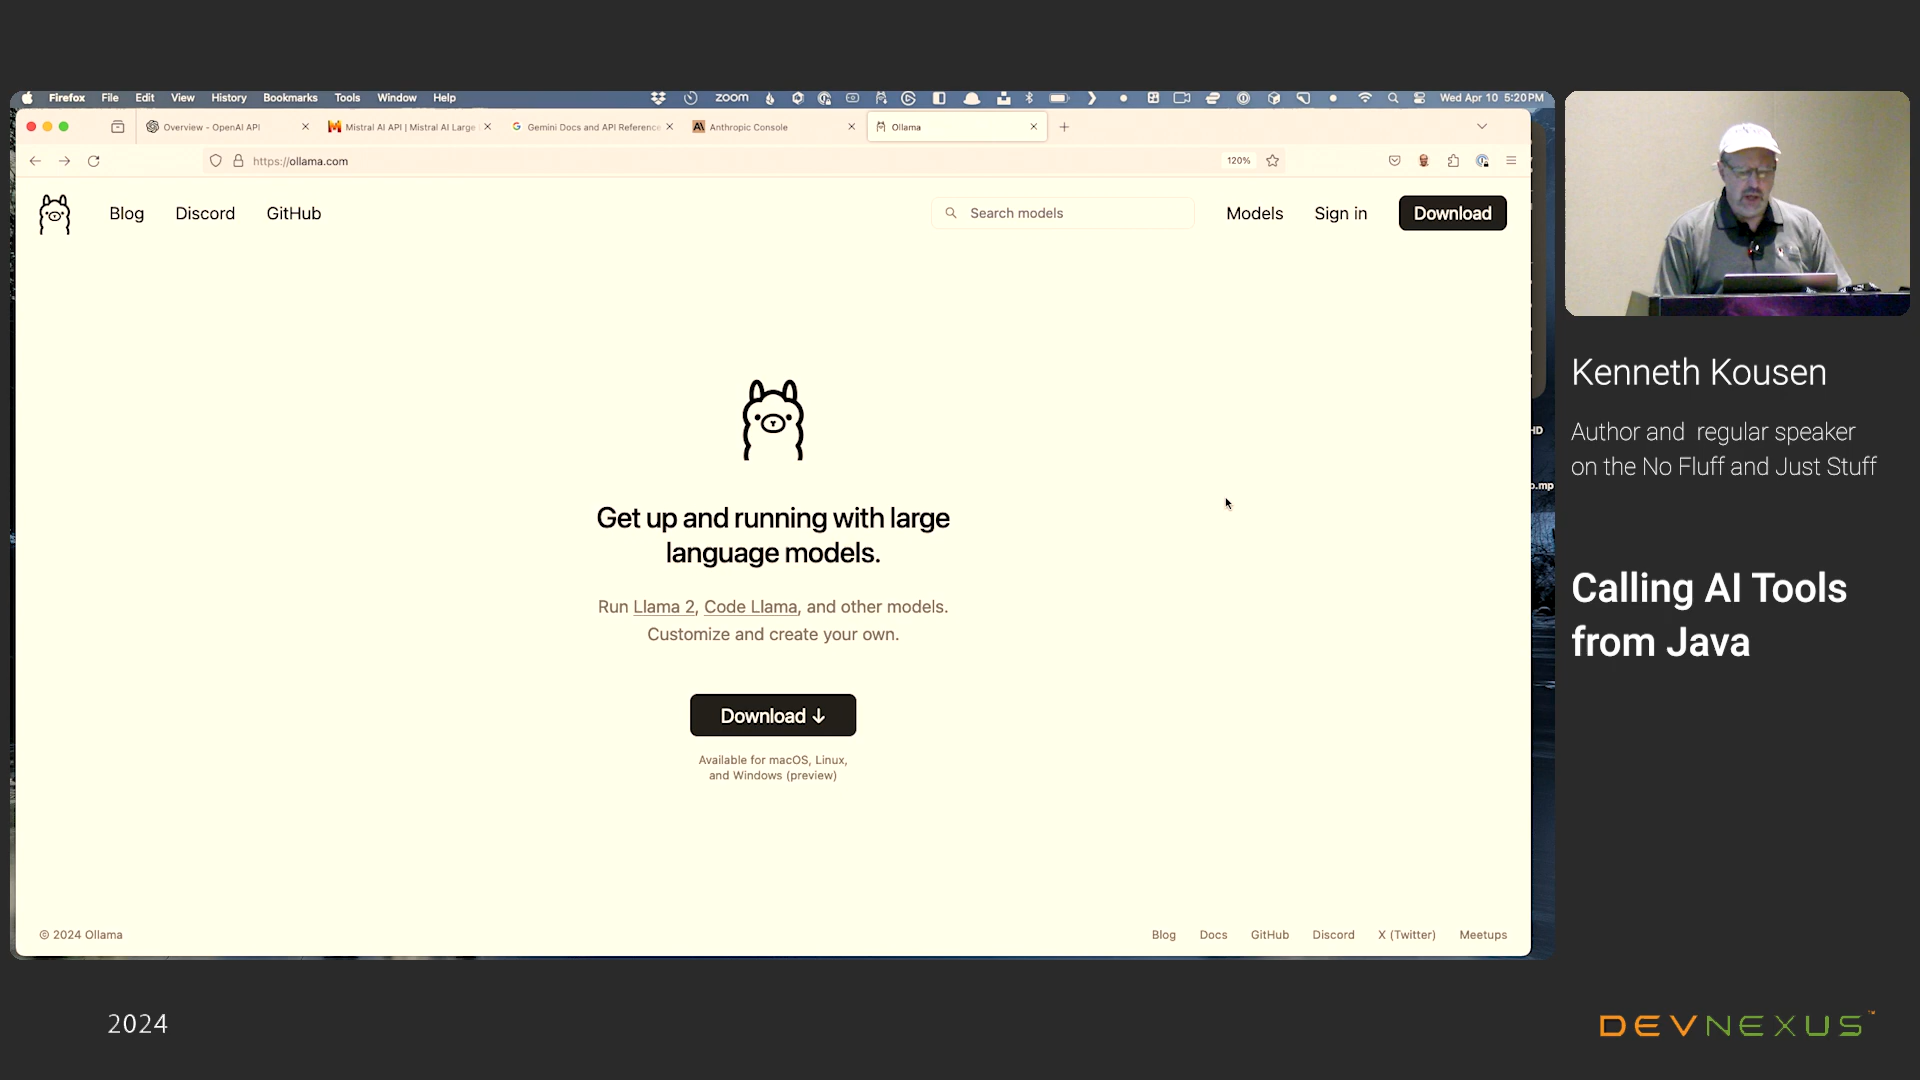 Firefox File Edit View History Bookmarks Tools Window Help zoom Wed Apr 10 5:20PM
Overview - OpenAI API Mistral AI API | Mistral AI Large Gemini Docs and API Reference Anthropic Console Ollama
https://ollama.com 120%
Blog Discord GitHub Search models Models Sign in Download
Get up and running with large
language models.
Run Llama 2, Code Llama, and other models.
Customize and create your own.
Download ↓
Available for macOS, Linux,
and Windows (preview)
© 2024 Ollama Blog Docs GitHub Discord X (Twitter) Meetups
HD
o.mp
Kenneth Kousen
Author and regular speaker
on the No Fluff and Just Stuff
Calling AI Tools
from Java
2024
DEVNEXUS™